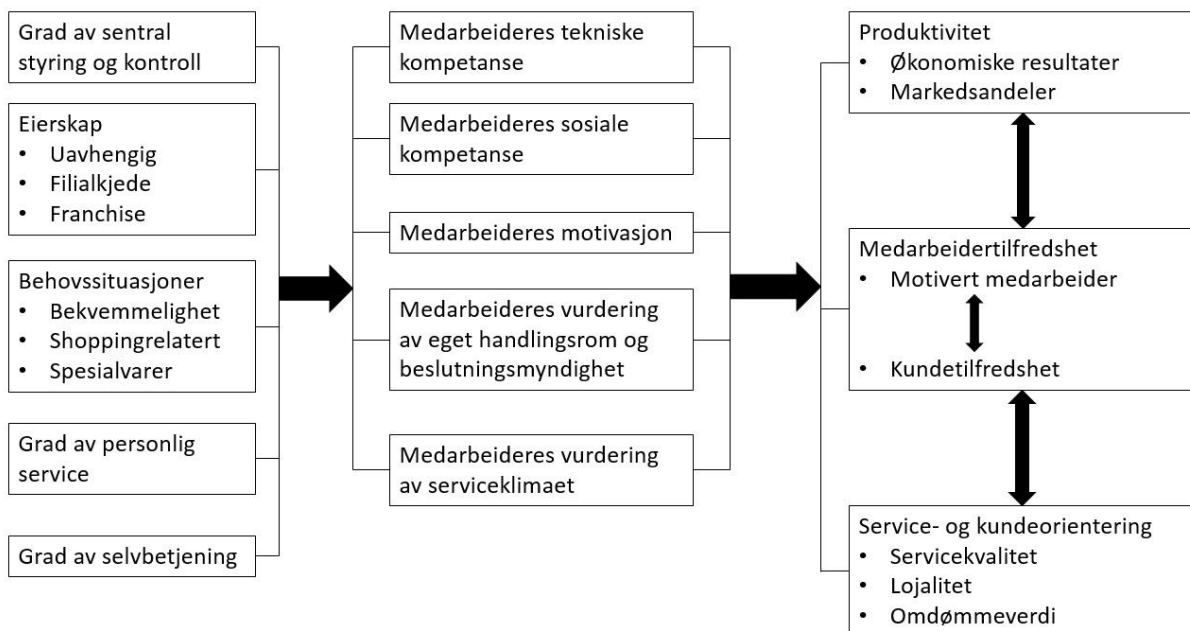 Grad av sentral
styring og kontroll
Eierskap
• Uavhengig
• Filialkjede
• Franchise
Behovssituasjoner
• Bekvemmelighet
• Shoppingrelatert
• Spesialvarer
Grad av personlig
service
Grad av selvbetjening
Medarbeideres tekniske
kompetanse
Medarbeideres sosiale
kompetanse
Medarbeideres motivasjon
Medarbeideres vurdering
av eget handlingsrom og
beslutningsmyndighet
Medarbeideres vurdering
av serviceklimaet
Produktivitet
• Økonomiske resultater
• Markedsandeler
Medarbeidertilfredshet
• Motivert medarbeider
• Kundetilfredshet
Service- og kundeorientering
• Servicekvalitet
• Lojalitet
• Omdømmeverdi